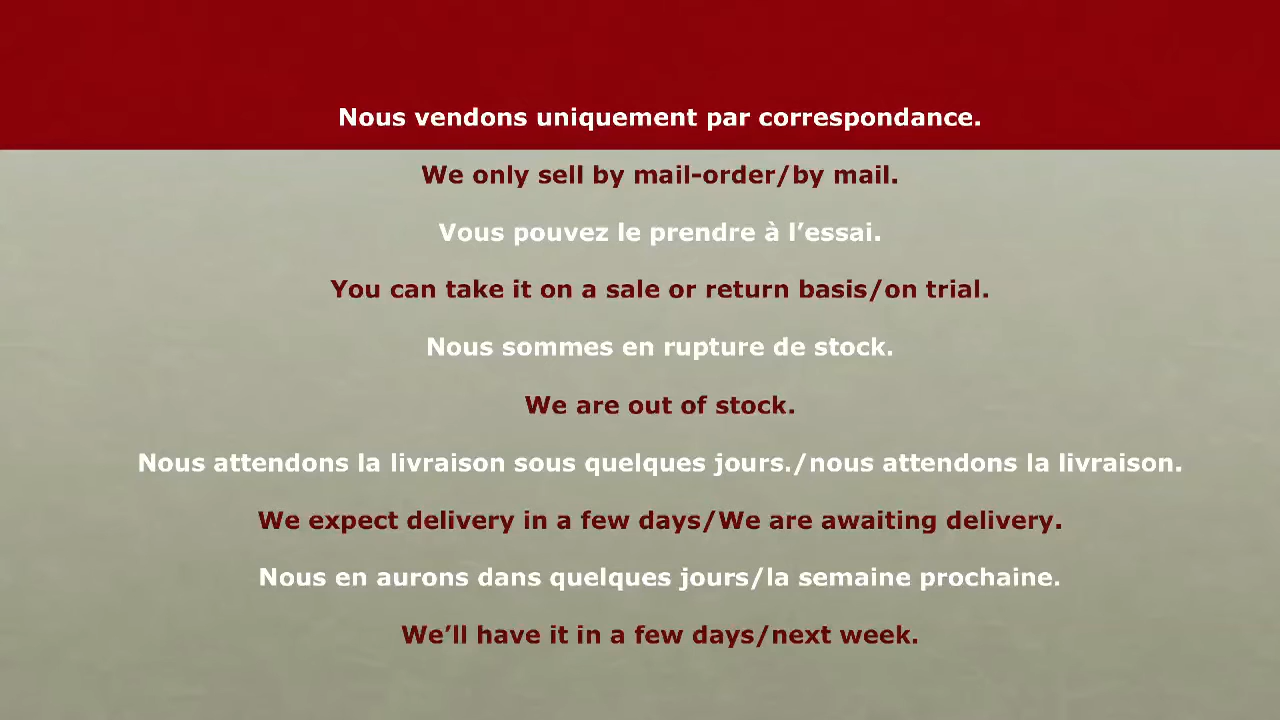 Nous vendons uniquement par correspondance.
We only sell by mail-order/by mail.
Vous pouvez le prendre à l’essai.
You can take it on a sale or return basis/on trial.
Nous sommes en rupture de stock.
We are out of stock.
Nous attendons la livraison sous quelques jours./nous attendons la livraison.
We expect delivery in a few days/We are awaiting delivery.
Nous en aurons dans quelques jours/la semaine prochaine.
We’ll have it in a few days/next week.